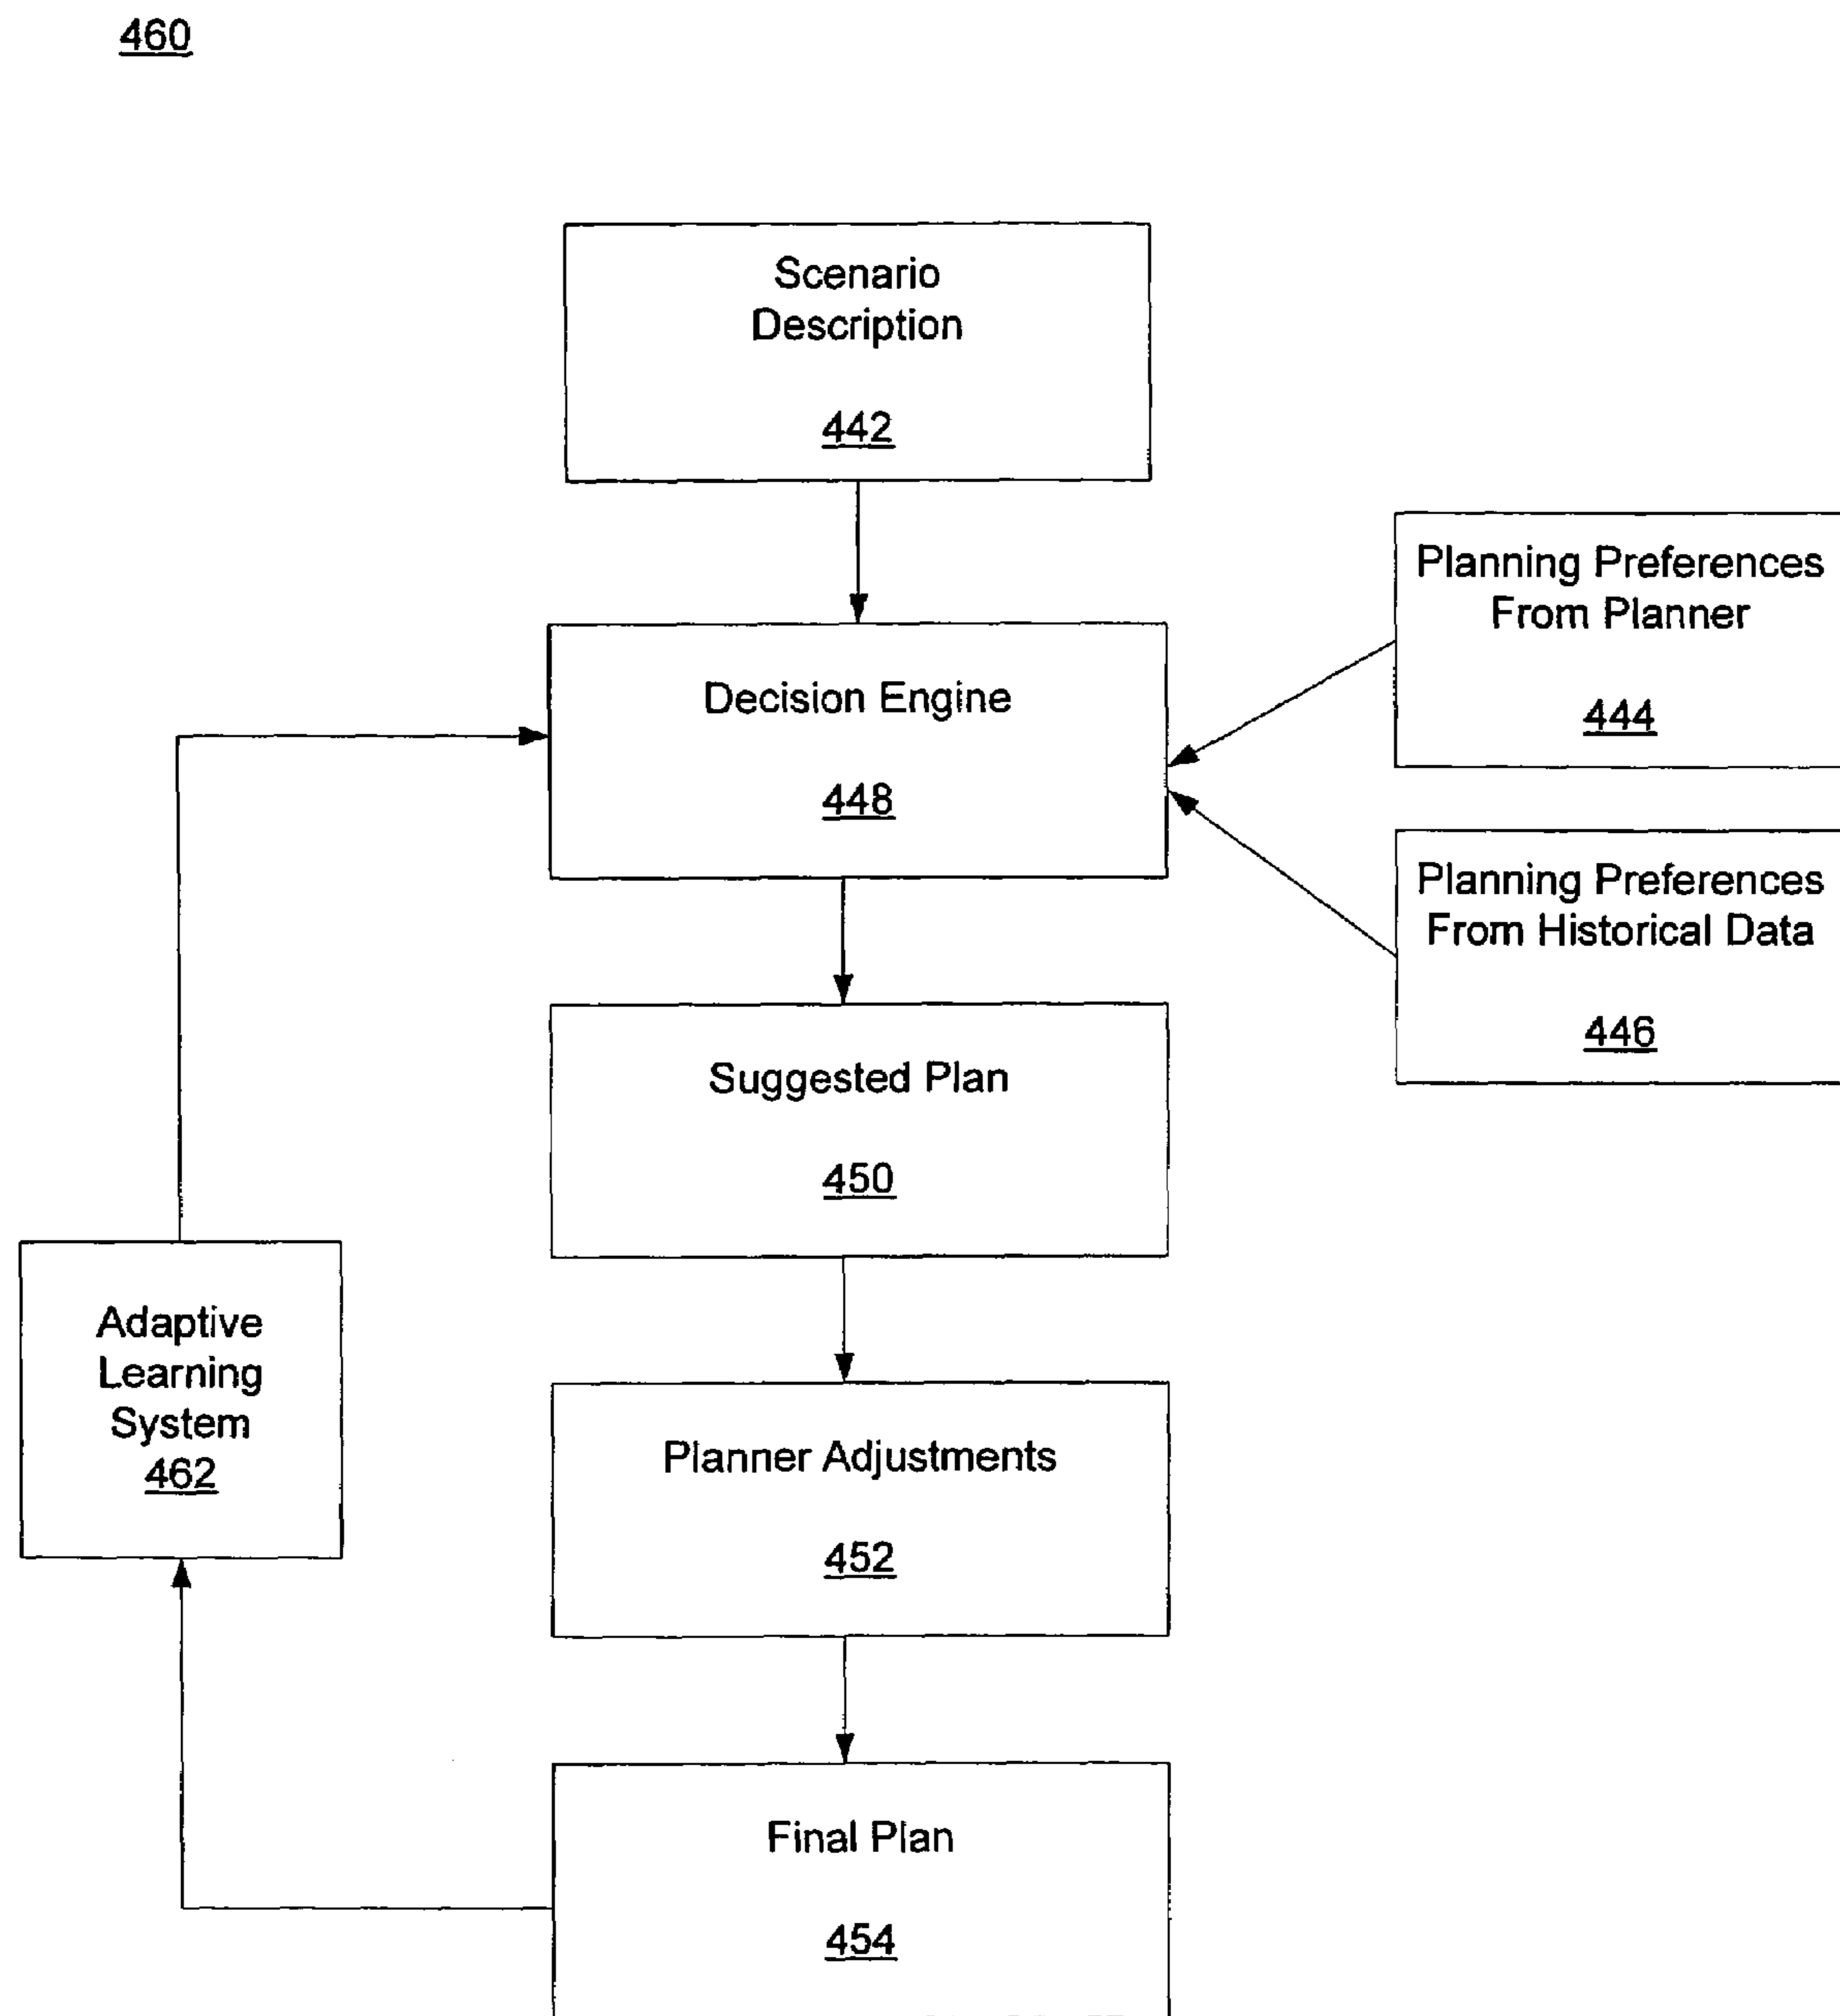 460
Scenario
Description
442
Planning Preferences
From Planner
444
Decision Engine
448
Planning Preferences
From Historical Data
446
Suggested Plan
450
Adaptive
Learning
System
462
Planner Adjustments
452
Final Plan
454